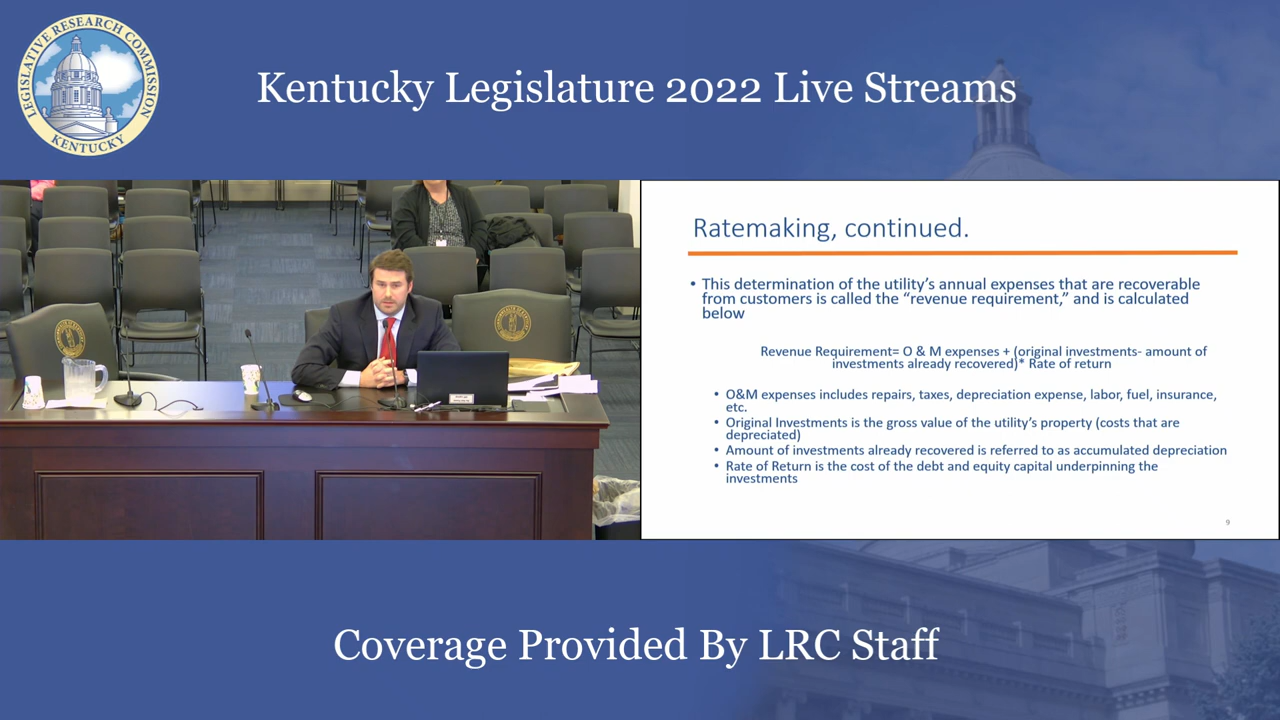 LEGISLATIVE RESEARCH COMMISSION
KENTUCKY
Kentucky Legislature 2022 Live Streams
Ratemaking, continued.
• This determination of the utility's annual expenses that are recoverable
from customers is called the “revenue requirement,” and is calculated
below
Revenue Requirement= O & M expenses + (original investments- amount of
investments already recovered)* Rate of return
• O&M expenses includes repairs, taxes, depreciation expense, labor, fuel, insurance,
etc.
• Original Investments is the gross value of the utility's property (costs that are
depreciated)
• Amount of investments already recovered is referred to as accumulated depreciation
• Rate of Return is the cost of the debt and equity capital underpinning the
investments
9
Coverage Provided By LRC Staff